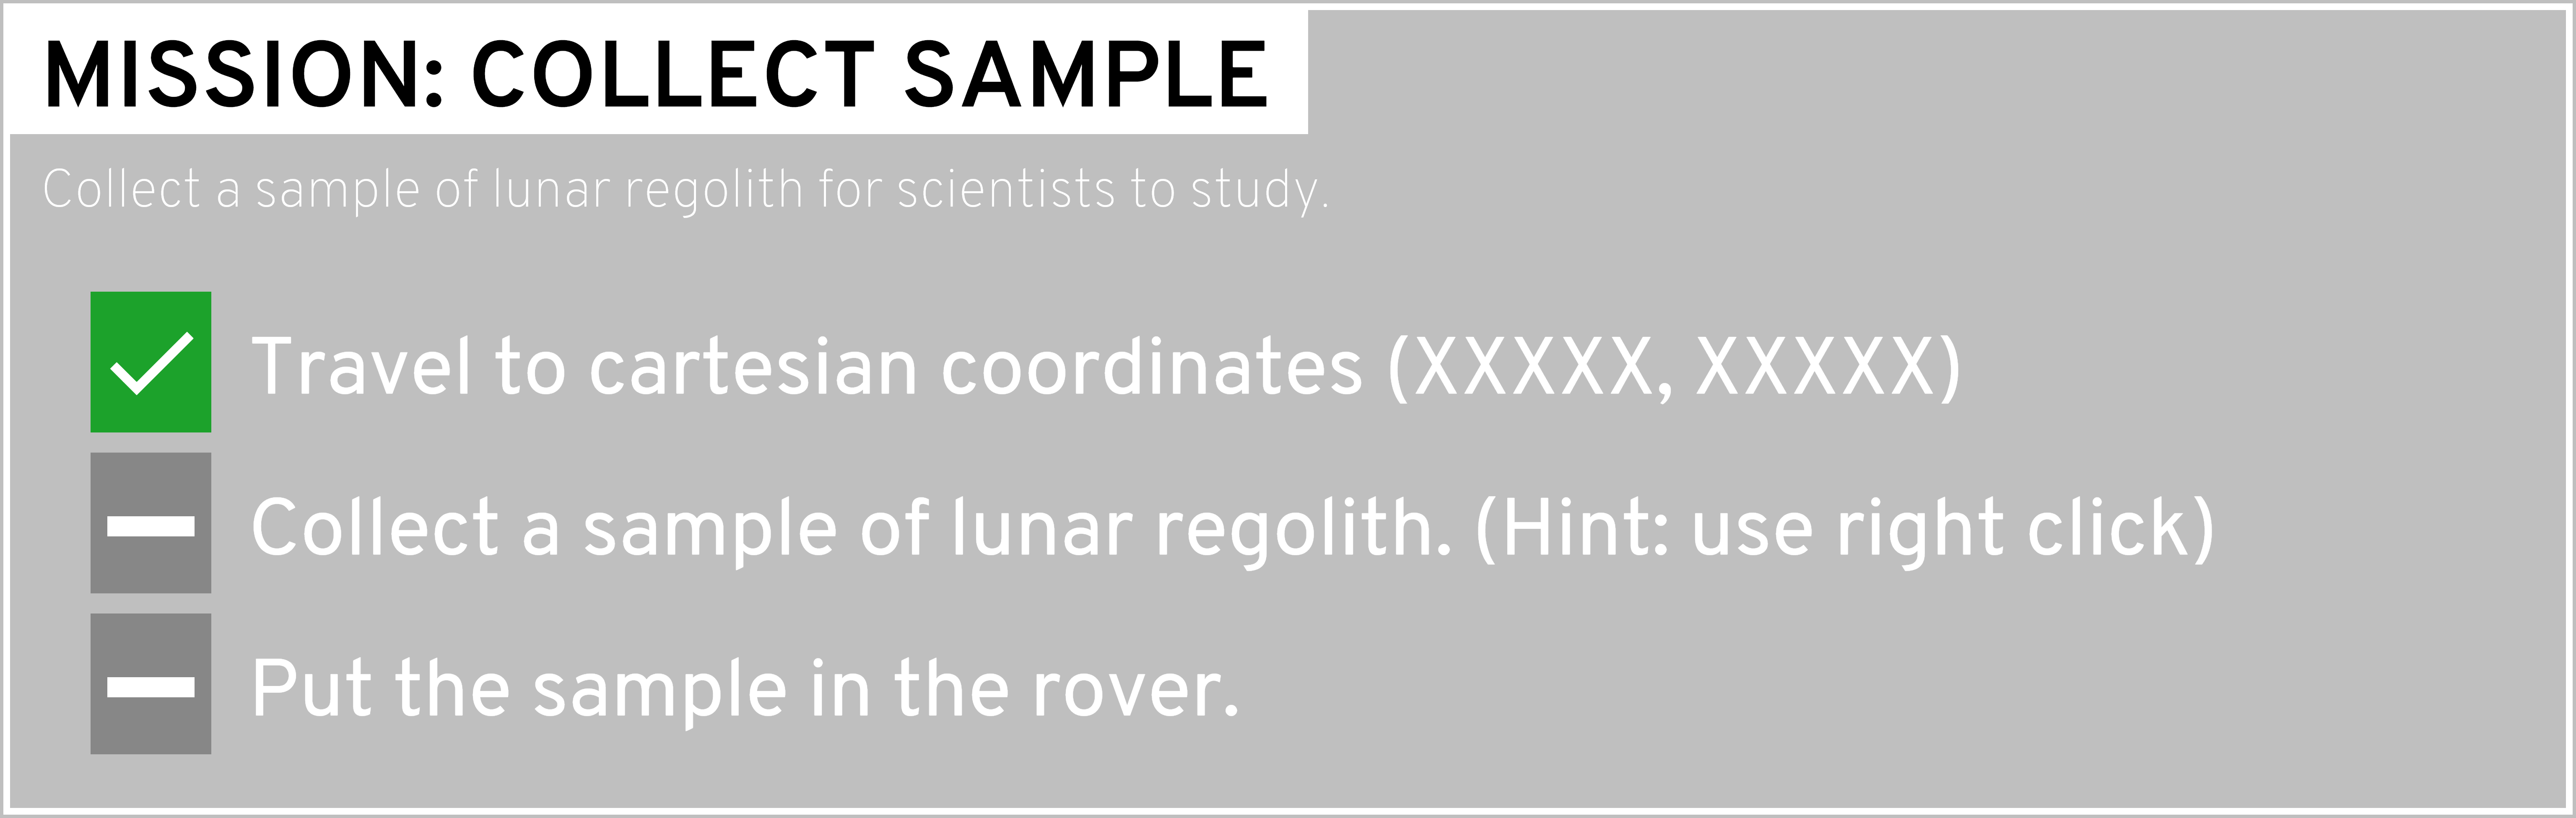 MISSION: COLLECT SAMPLE
Collect a sample of lunar regolith for scientists to study.
Travel to cartesian coordinates (XXXXX, XXXXX)
Collect a sample of lunar regolith. (Hint: use right click)
Put the sample in the rover.